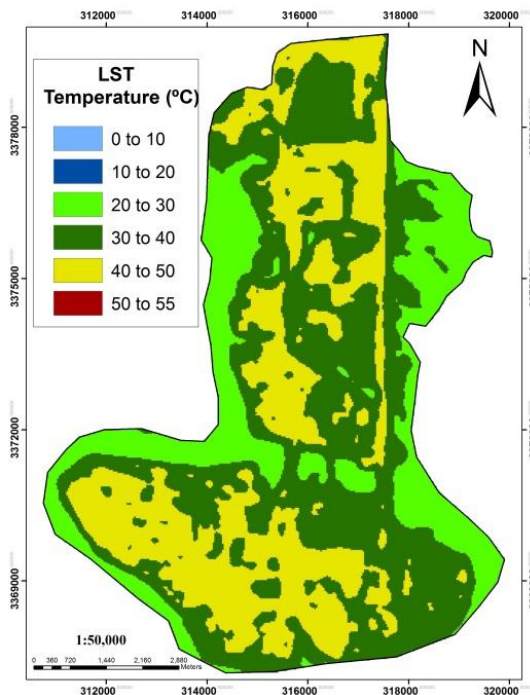 312000 314000 316000 318000 320000
N
LST
Temperature (ºC)
0 to 10
10 to 20
20 to 30
30 to 40
40 to 50
50 to 55
3378000
3375000
3372000
3369000
1:50,000
0 360 720 1,440 2,160 2,880
Meters
312000 314000 316000 318000 320000